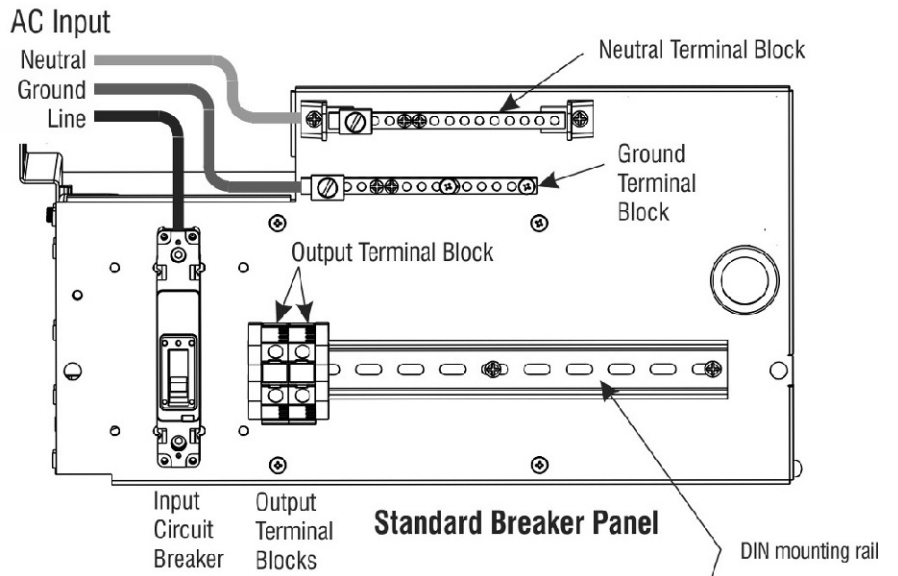 AC Input
Neutral
Ground
Line
Neutral Terminal Block
Ground
Terminal
Block
Output Terminal Block
Input
Circuit
Breaker
Output
Terminal
Blocks
Standard Breaker Panel
DIN mounting rail